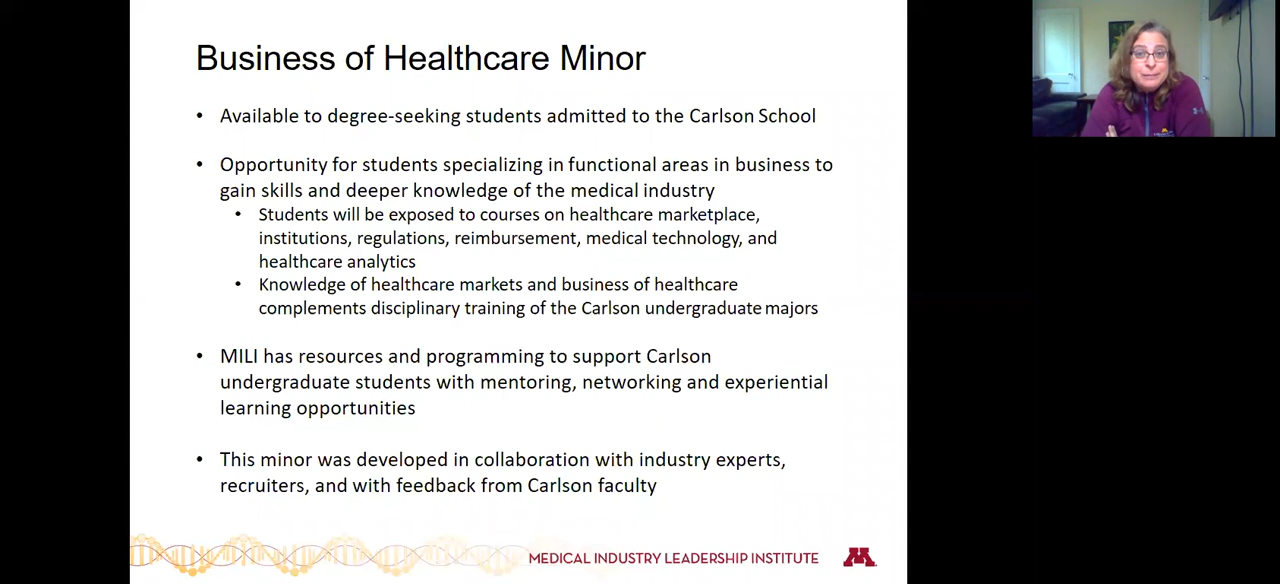 Business of Healthcare Minor
• Available to degree-seeking students admitted to the Carlson School
• Opportunity for students specializing in functional areas in business to
gain skills and deeper knowledge of the medical industry
• Students will be exposed to courses on healthcare marketplace,
institutions, regulations, reimbursement, medical technology, and
healthcare analytics
• Knowledge of healthcare markets and business of healthcare
complements disciplinary training of the Carlson undergraduate majors
• MILI has resources and programming to support Carlson
undergraduate students with mentoring, networking and experiential
learning opportunities
• This minor was developed in collaboration with industry experts,
recruiters, and with feedback from Carlson faculty
MEDICAL INDUSTRY LEADERSHIP INSTITUTE
M